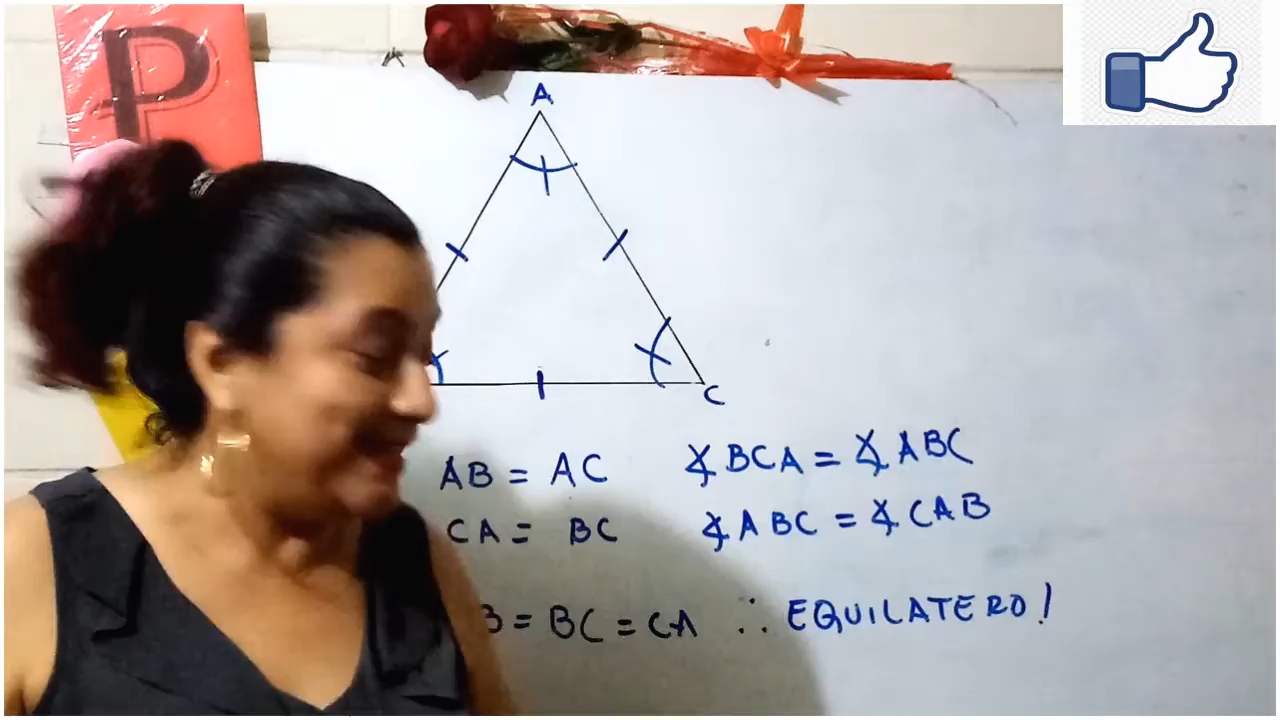 P
A
C
AB = AC ∡BCA = ∡ABC
CA = BC ∡ABC = ∡CAB
B = BC = CA ∴ EQUILATERO!